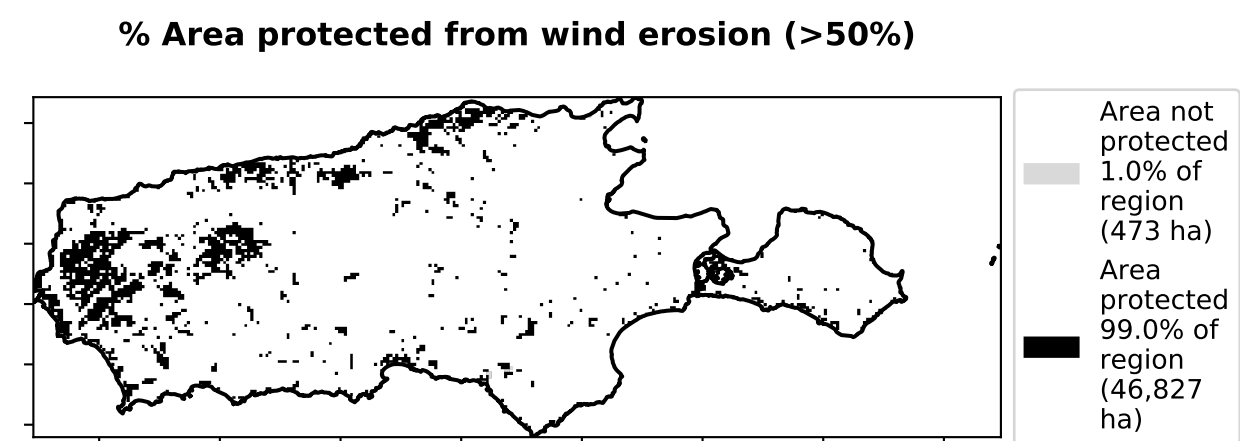 % Area protected from wind erosion (>50%)
Area not
protected
1.0% of
region
(473 ha)
Area
protected
99.0% of
region
(46,827
ha)